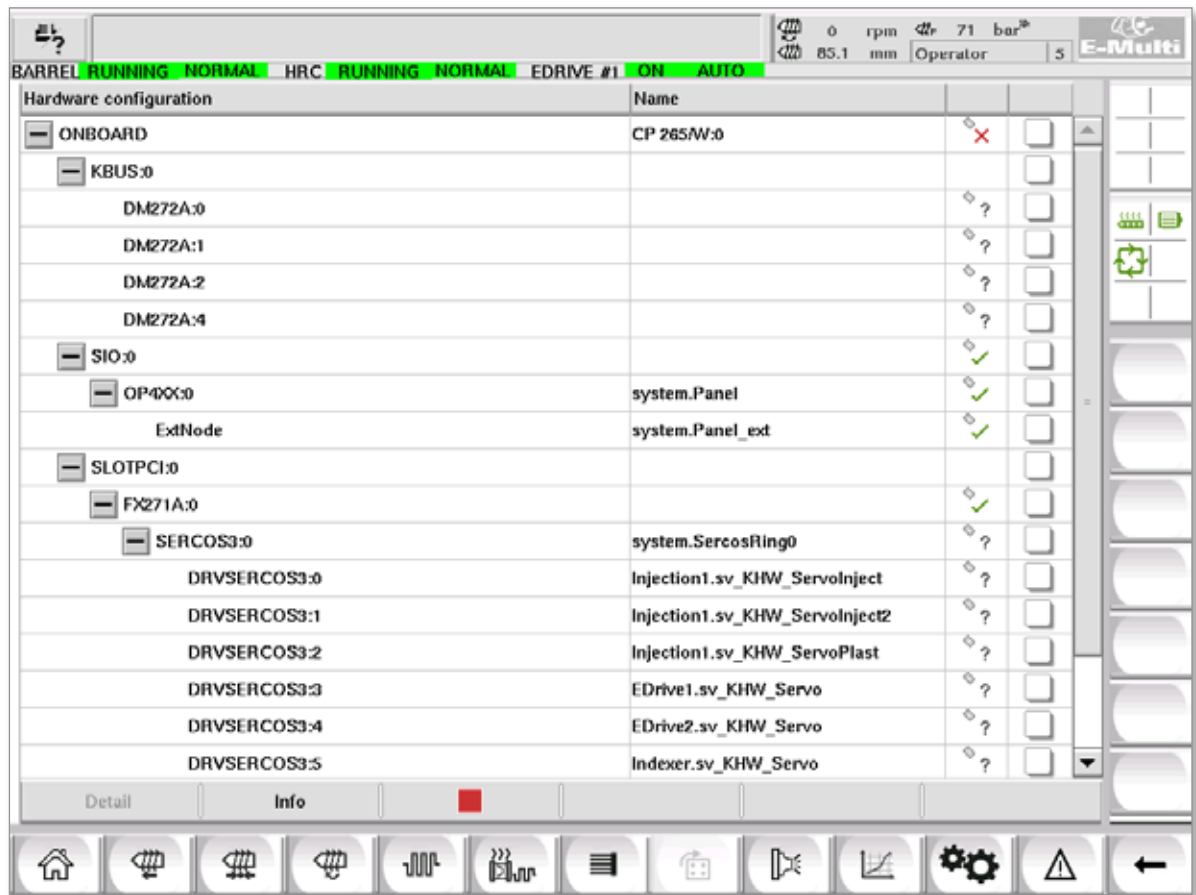 0 rpm 71 bar
85.1 mm Operator 5
E-Multi
BARREL RUNNING NORMAL HRC RUNNING NORMAL EDRIVE #1 ON AUTO
Hardware configuration Name
ONBOARD CP 265/W:0
KBUS:0
DM272A:0
DM272A:1
DM272A:2
DM272A:4
SIO:0
OP4XX:0 system.Panel
ExtNode system.Panel_ext
SLOTPCI:0
FX271A:0
SERCOS3:0 system.SercosRing0
DRVSERCOS3:0 Injection1.sv_KHW_ServoInject
DRVSERCOS3:1 Injection1.sv_KHW_ServoInject2
DRVSERCOS3:2 Injection1.sv_KHW_ServoPlast
DRVSERCOS3:3 EDrive1.sv_KHW_Servo
DRVSERCOS3:4 EDrive2.sv_KHW_Servo
DRVSERCOS3:5 Indexer.sv_KHW_Servo
Detail Info